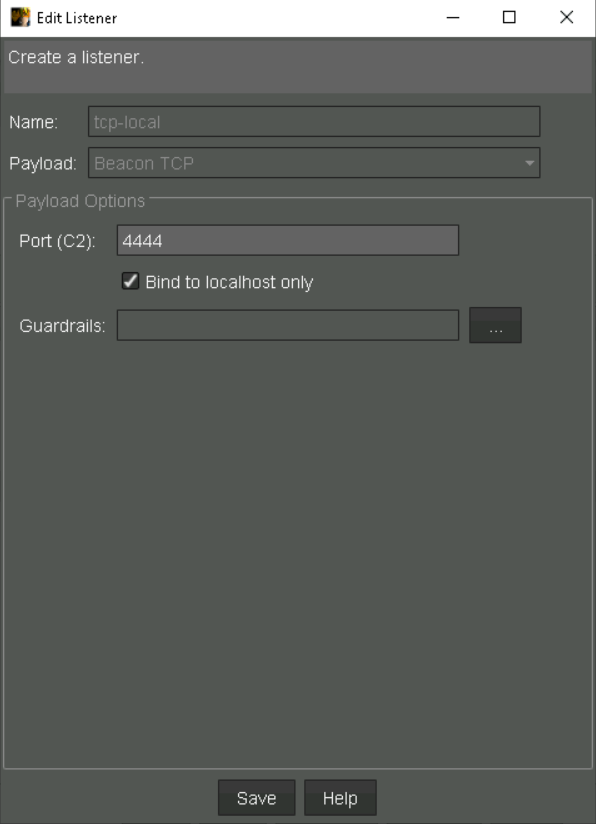 Edit Listener
Create a listener.
Name: tcp-local
Payload: Beacon TCP
Payload Options
Port (C2): 4444
Bind to localhost only
Guardrails: ...
Save Help